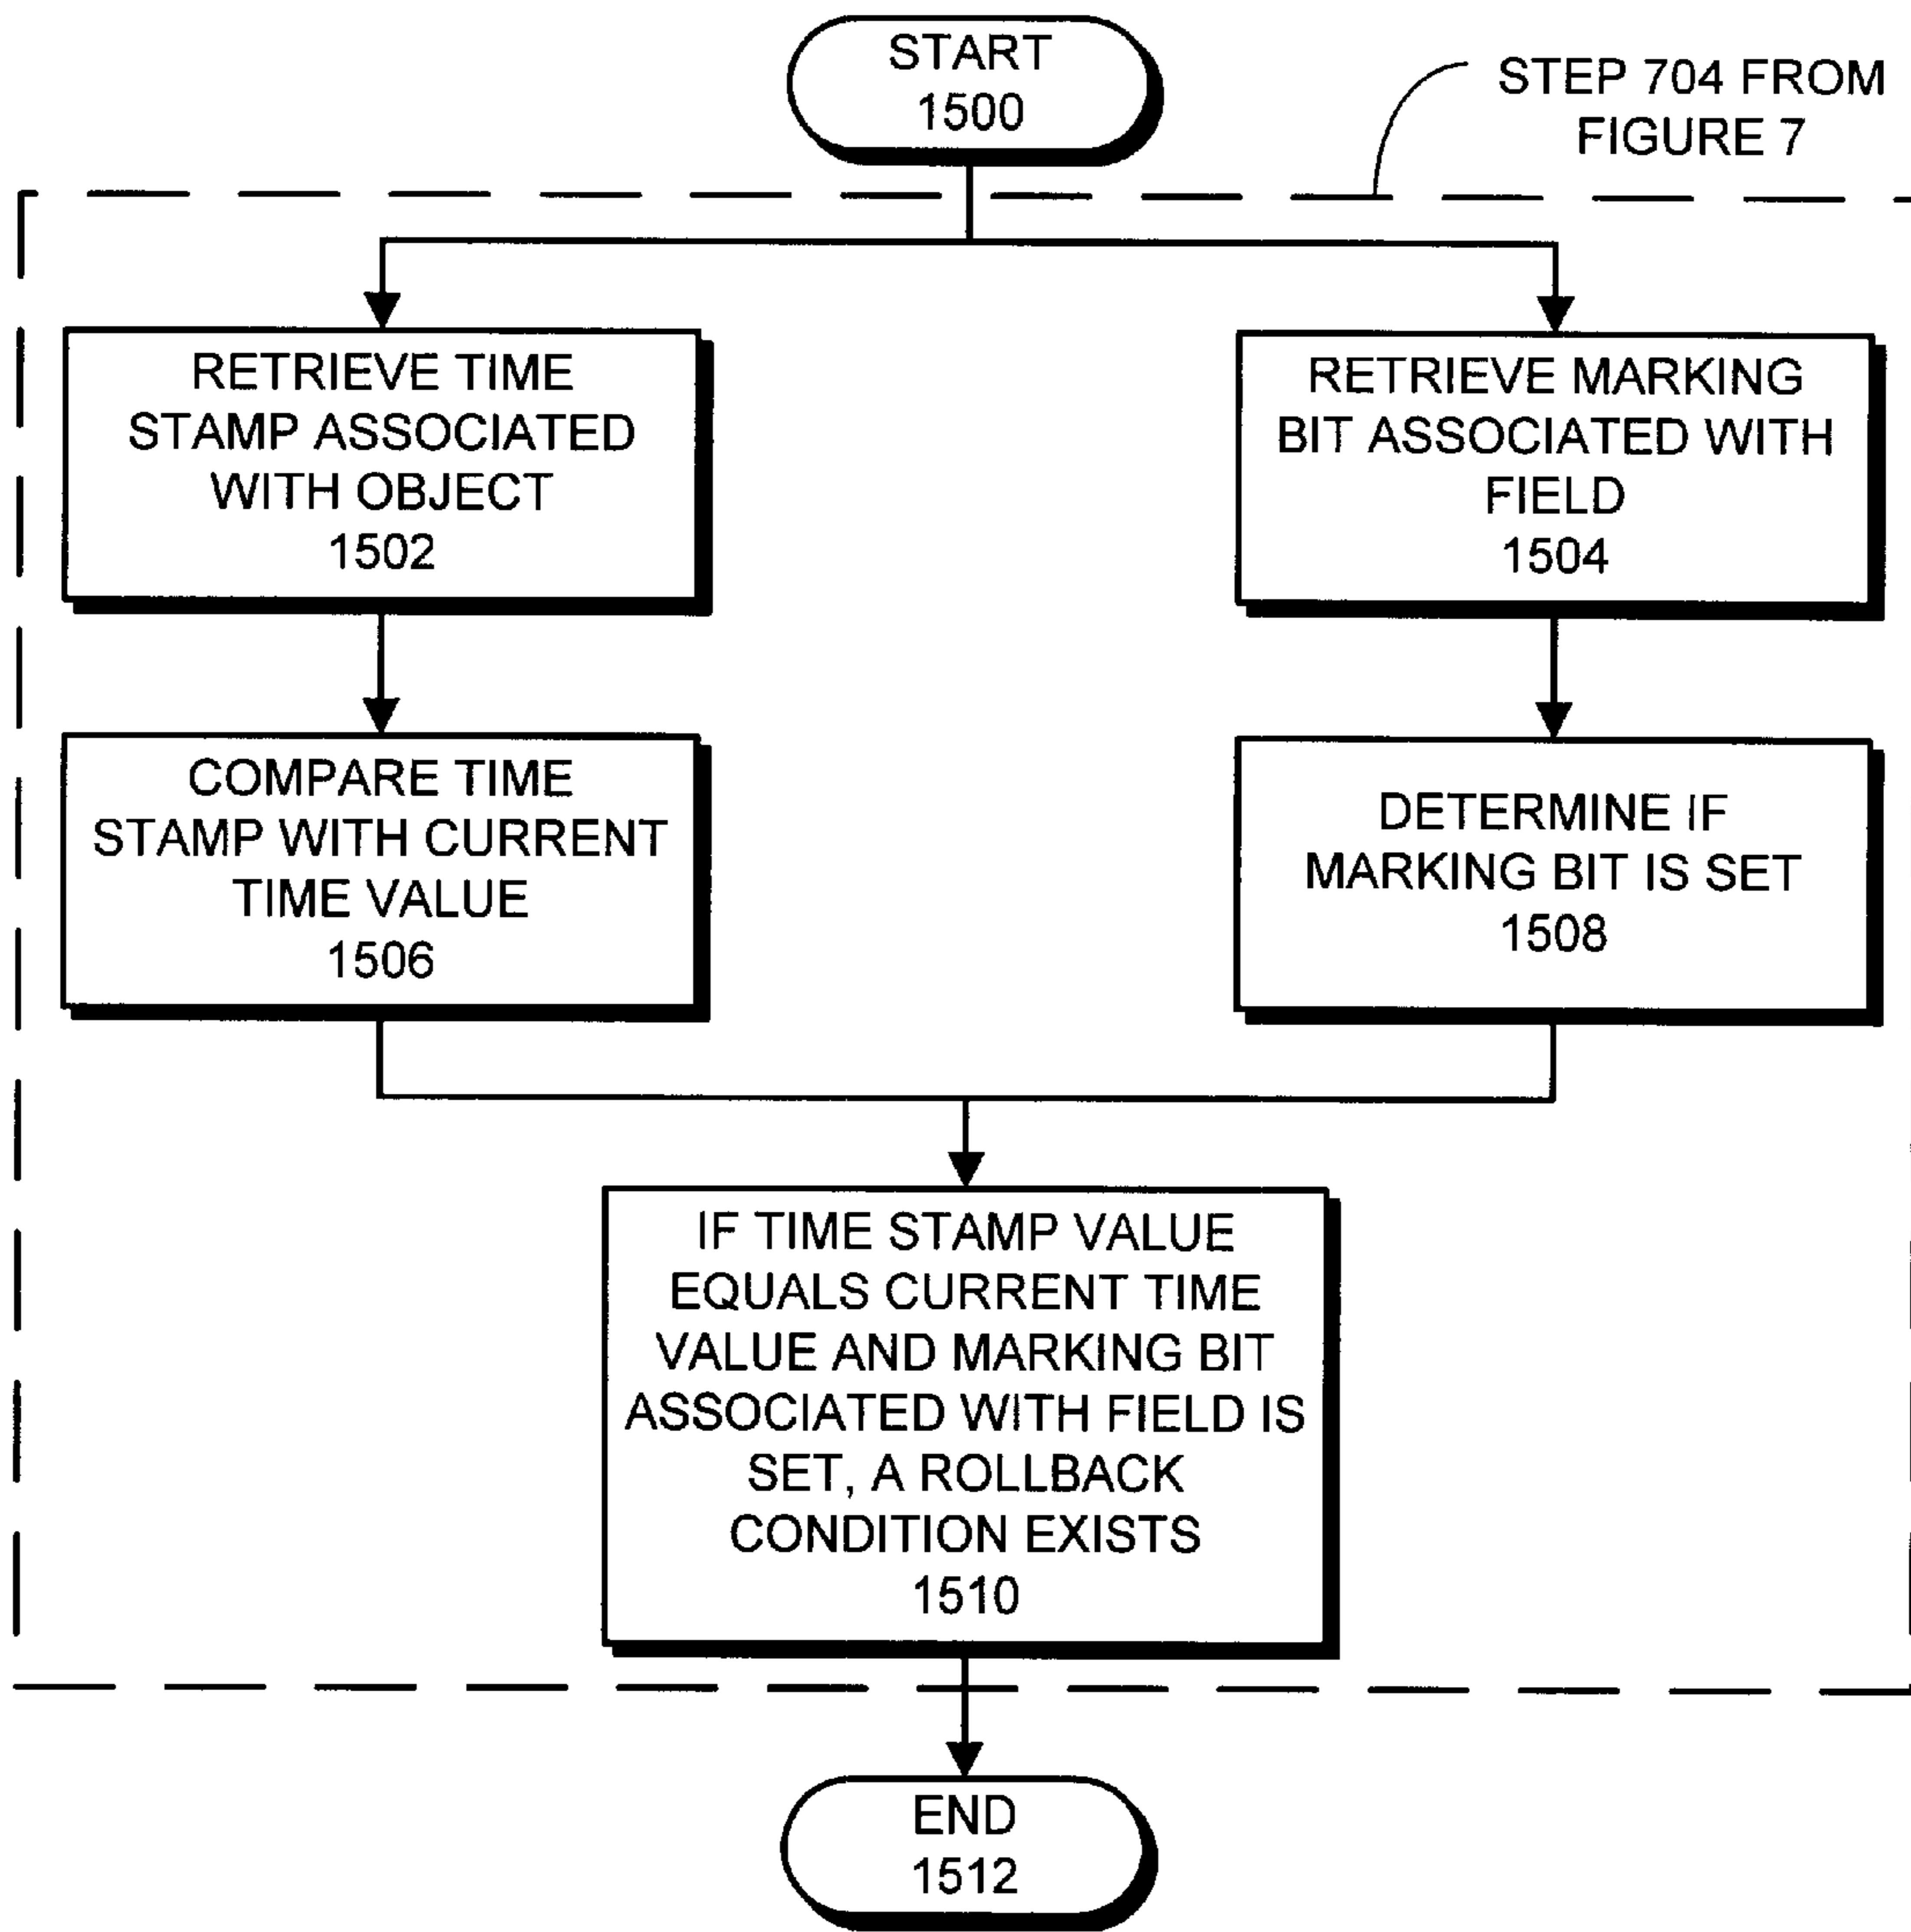 START
1500
STEP 704 FROM
FIGURE 7
RETRIEVE TIME
STAMP ASSOCIATED
WITH OBJECT
1502
RETRIEVE MARKING
BIT ASSOCIATED WITH
FIELD
1504
COMPARE TIME
STAMP WITH CURRENT
TIME VALUE
1506
DETERMINE IF
MARKING BIT IS SET
1508
IF TIME STAMP VALUE
EQUALS CURRENT TIME
VALUE AND MARKING BIT
ASSOCIATED WITH FIELD IS
SET, A ROLLBACK
CONDITION EXISTS
1510
END
1512